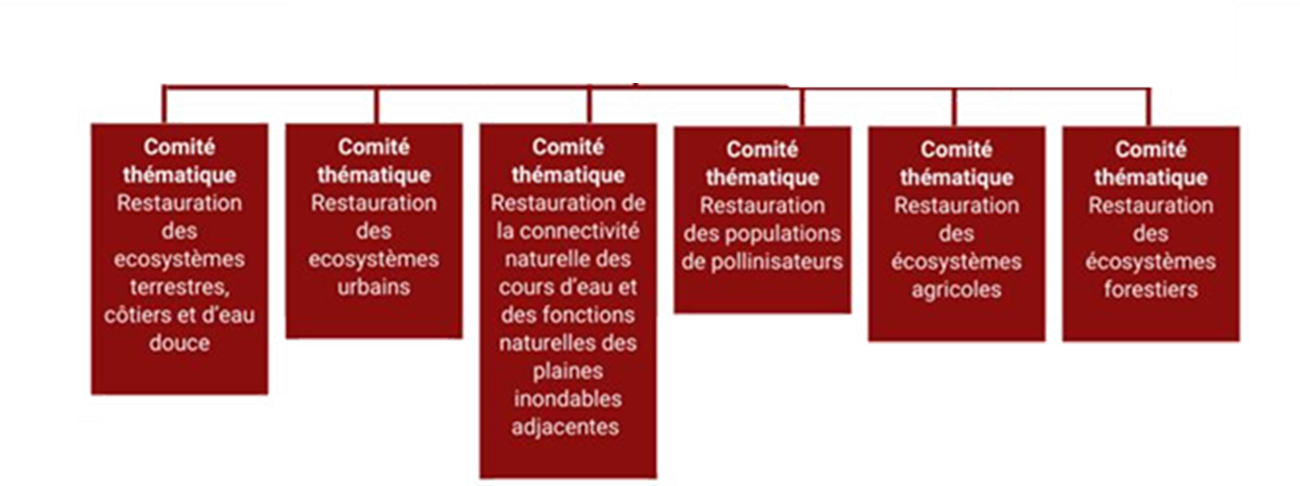 Comité
thématique
Restauration
des
ecosystèmes
terrestres,
côtiers et d'eau
douce
Comité
thématique
Restauration
des
ecosystèmes
urbains
Comité
thématique
Restauration de
la connectivité
naturelle des
cours d'eau et
des fonctions
naturelles des
plaines
inondables
adjacentes
Comité
thématique
Restauration
des populations
de pollinisateurs
Comité
thématique
Restauration
des
écosystèmes
agricoles
Comité
thématique
Restauration
des
écosystèmes
forestiers